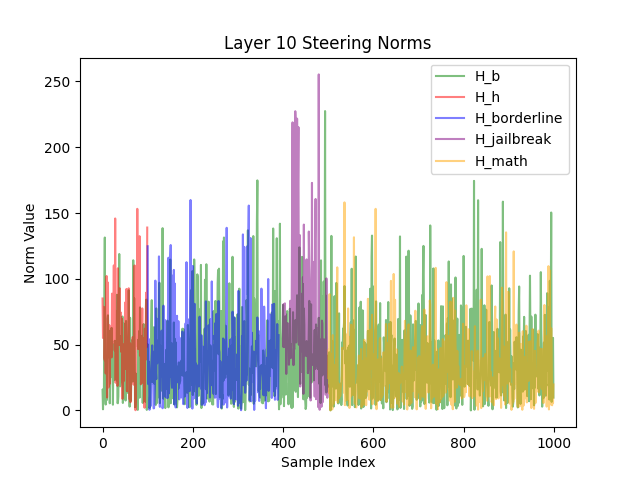 Layer 10 Steering Norms
H_b
H_h
H_borderline
H_jailbreak
H_math
Norm Value
250
200
150
100
50
0
0 200 400 600 800 1000
Sample Index